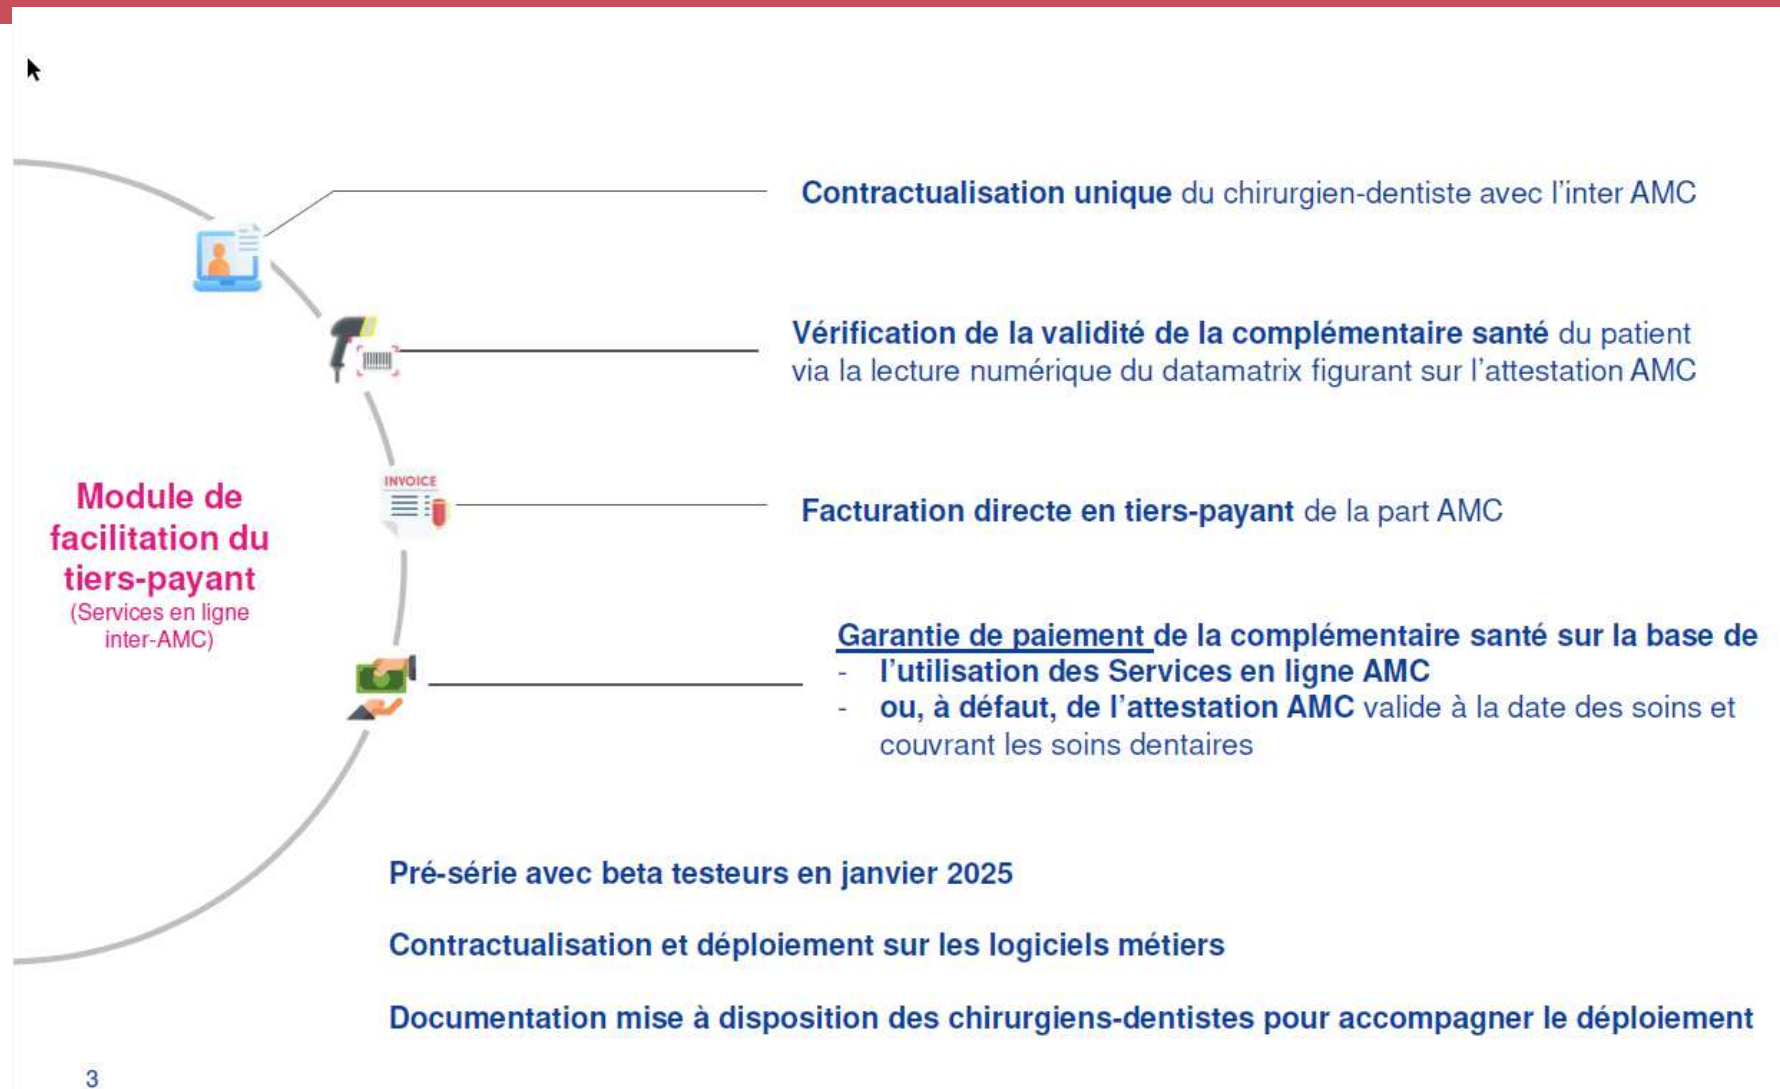 Contractualisation unique du chirurgien-dentiste avec l'inter AMC
Vérification de la validité de la complémentaire santé du patient
via la lecture numérique du datamatrix figurant sur l'attestation AMC
INVOICE
Module de
facilitation du
tiers-payant
(Services en ligne
inter-AMC)
Facturation directe en tiers-payant de la part AMC
Garantie de paiement de la complémentaire santé sur la base de
- l'utilisation des Services en ligne AMC
- ou, à défaut, de l'attestation AMC valide à la date des soins et
couvrant les soins dentaires
Pré-série avec beta testeurs en janvier 2025
Contractualisation et déploiement sur les logiciels métiers
Documentation mise à disposition des chirurgiens-dentistes pour accompagner le déploiement
3